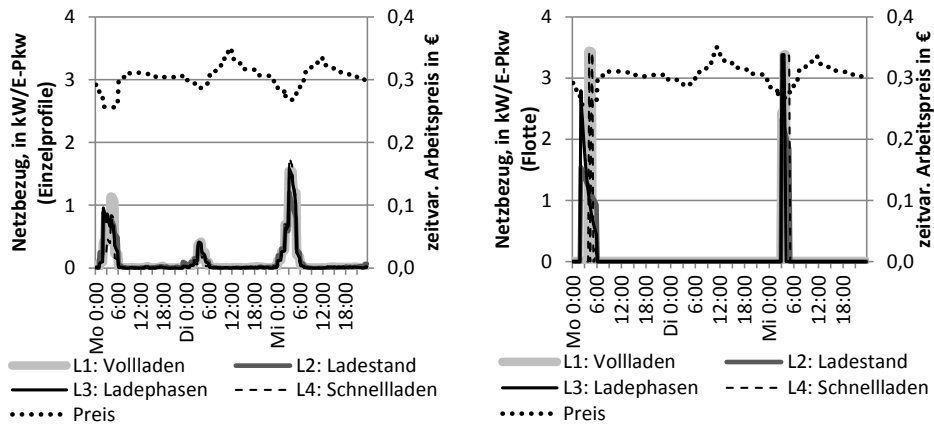 Netzbezug, in kW/E-Pkw
(Einzelprofile)
4
3
2
1
0
0,4
0,3
0,2
0,1
0,0
zeitvar. Arbeitspreis in €
Mo 0:00
6:00
12:00
18:00
Di 0:00
6:00
12:00
18:00
Mi 0:00
6:00
12:00
18:00
L1: Vollladen
L2: Ladestand
L3: Ladephasen
L4: Schnellladen
Preis
Netzbezug, in kW/E-Pkw
(Flotte)
4
3
2
1
0
0,4
0,3
0,2
0,1
0,0
zeitvar. Arbeitspreis in €
Mo 0:00
6:00
12:00
18:00
Di 0:00
6:00
12:00
18:00
Mi 0:00
6:00
12:00
18:00
L1: Vollladen
L2: Ladestand
L3: Ladephasen
L4: Schnellladen
Preis